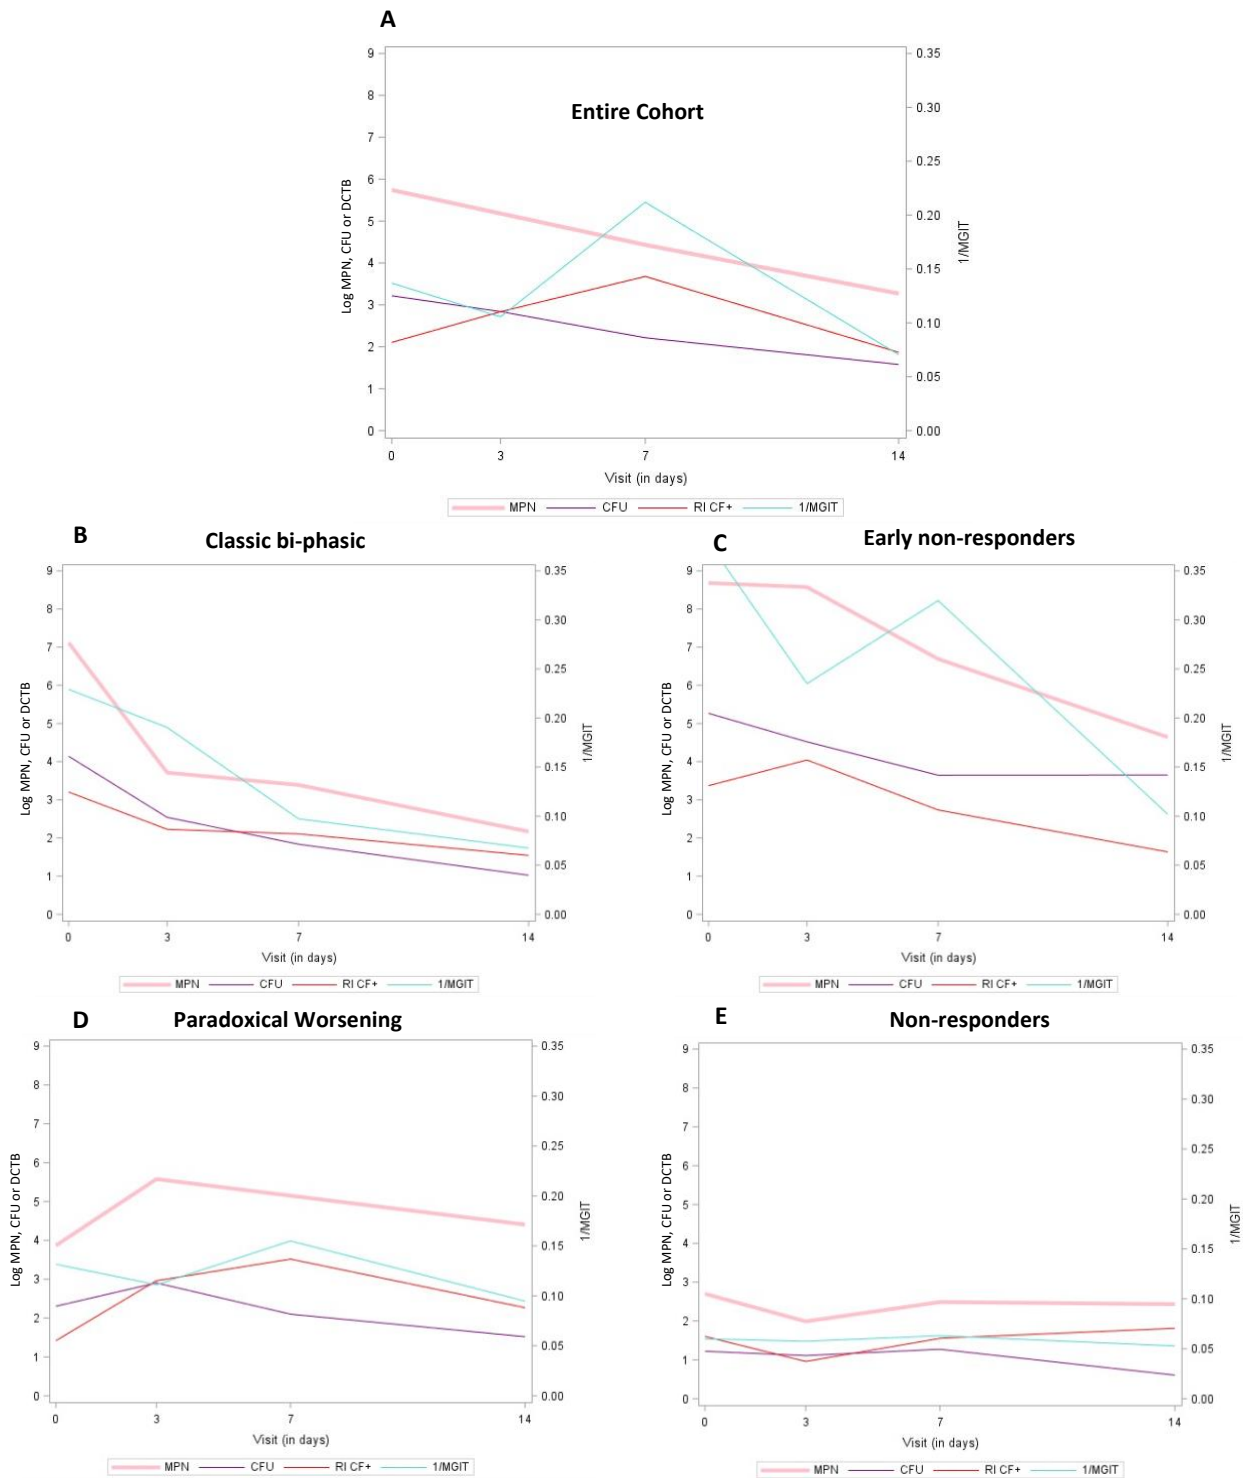 A
Entire Cohort
9
8
7
6
5
4
3
2
1
0
Log MPN, CFU or DCTB
0.35
0.30
0.25
0.20
0.15
0.10
0.05
0.00
1/MGIT
0 3 7 14
Visit (in days)
MPN CFU RI CF+ 1/MGIT
B
Classic bi-phasic
9
8
7
6
5
4
3
2
1
0
Log MPN, CFU or DCTB
0.35
0.30
0.25
0.20
0.15
0.10
0.05
0.00
1/MGIT
0 3 7 14
Visit (in days)
MPN CFU RI CF+ 1/MGIT
C
Early non-responders
9
8
7
6
5
4
3
2
1
0
Log MPN, CFU or DCTB
0.35
0.30
0.25
0.20
0.15
0.10
0.05
0.00
1/MGIT
0 3 7 14
Visit (in days)
MPN CFU RI CF+ 1/MGIT
D
Paradoxical Worsening
9
8
7
6
5
4
3
2
1
0
Log MPN, CFU or DCTB
0.35
0.30
0.25
0.20
0.15
0.10
0.05
0.00
1/MGIT
0 3 7 14
Visit (in days)
MPN CFU RI CF+ 1/MGIT
E
Non-responders
9
8
7
6
5
4
3
2
1
0
Log MPN, CFU or DCTB
0.35
0.30
0.25
0.20
0.15
0.10
0.05
0.00
1/MGIT
0 3 7 14
Visit (in days)
MPN CFU RI CF+ 1/MGIT